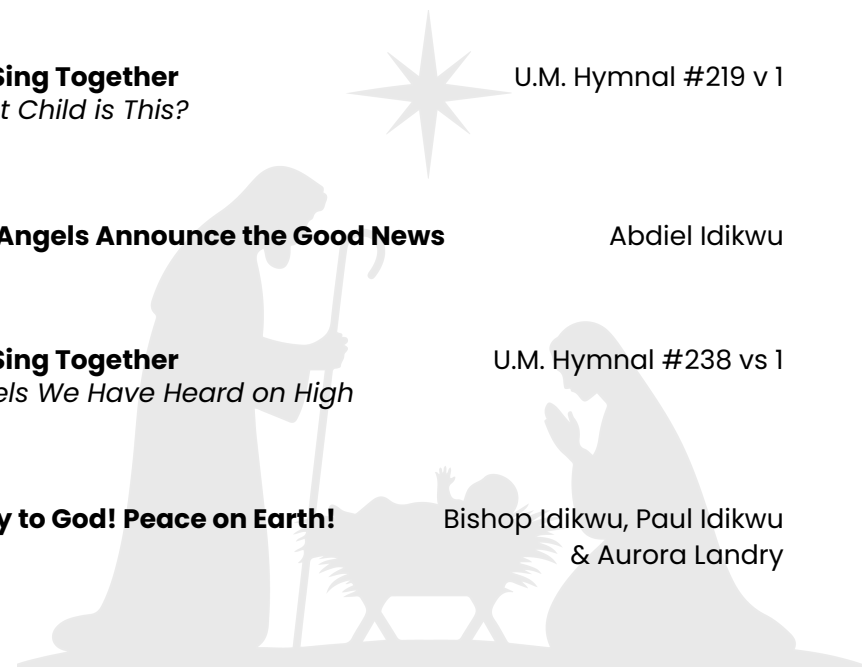 Sing Together U.M. Hymnal #219 v 1
t Child is This?
Angels Announce the Good News Abdiel Idikwu
Sing Together U.M. Hymnal #238 vs 1
els We Have Heard on High
y to God! Peace on Earth! Bishop Idikwu, Paul Idikwu
& Aurora Landry